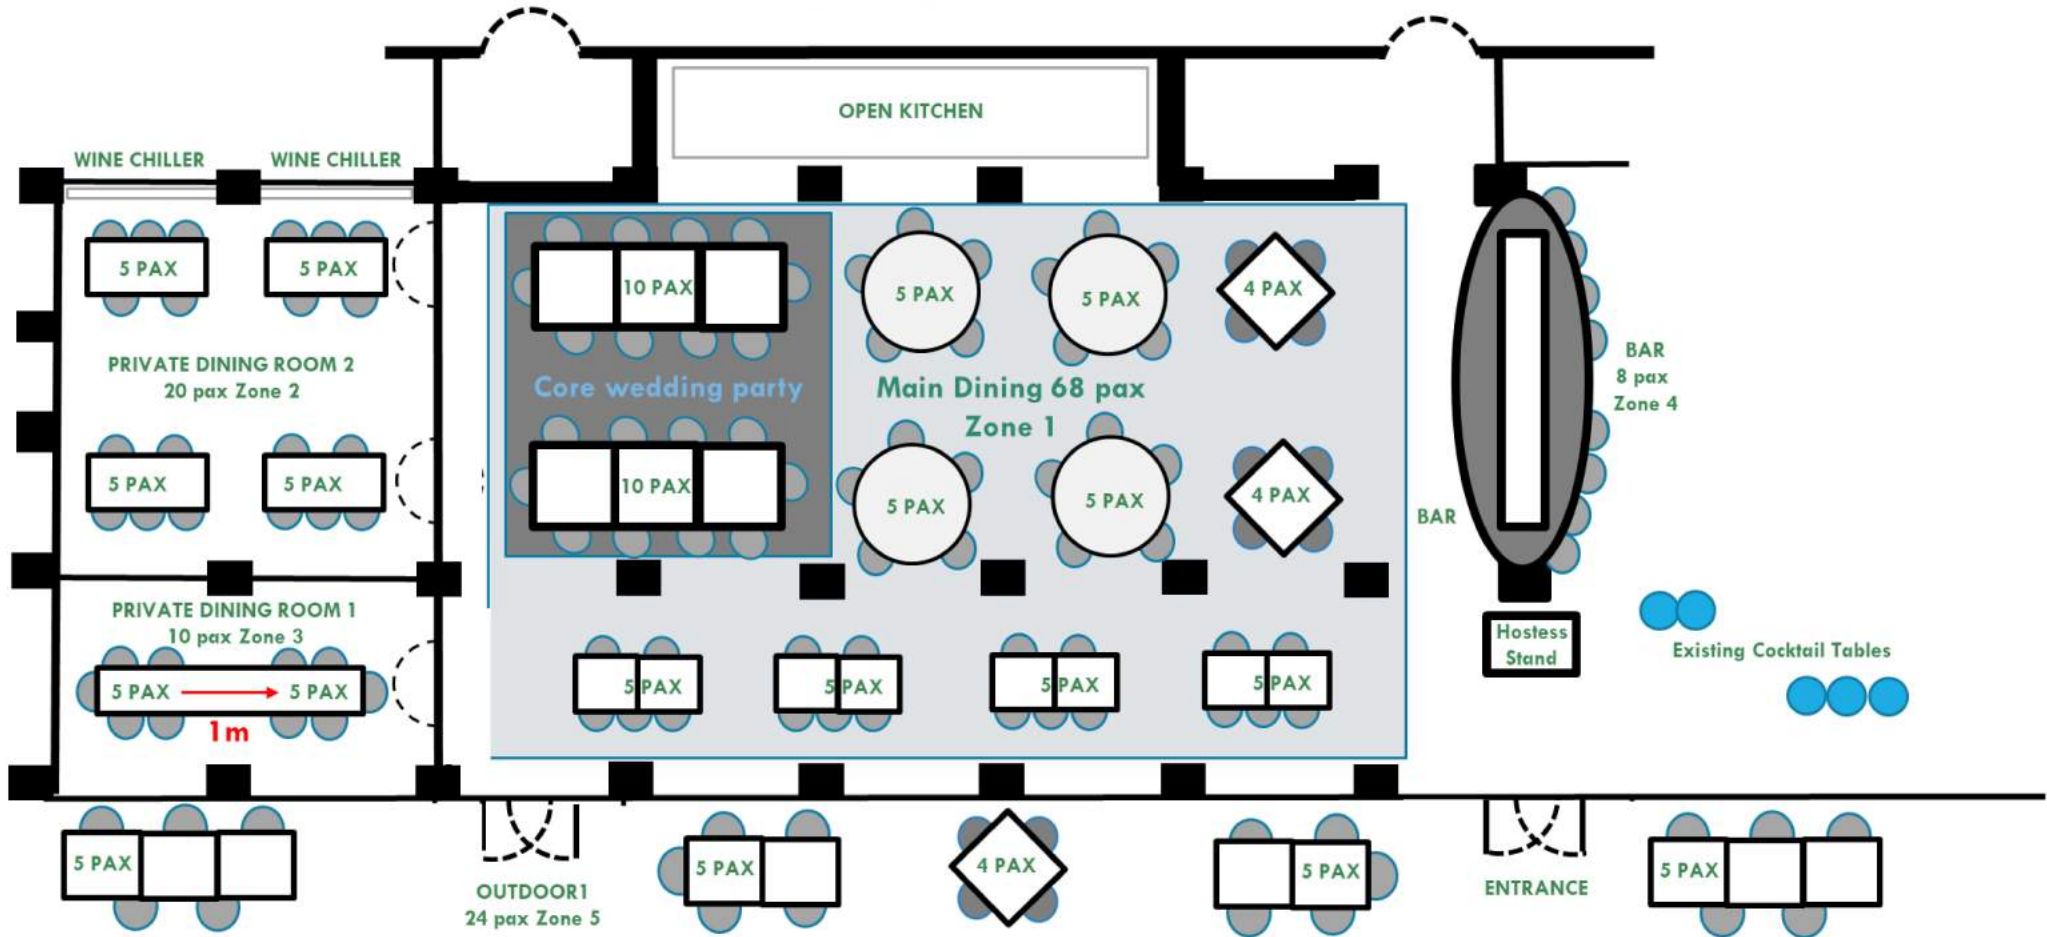 OPEN KITCHEN
WINE CHILLER
WINE CHILLER
5 PAX
5 PAX
PRIVATE DINING ROOM 2
20 pax Zone 2
5 PAX
5 PAX
PRIVATE DINING ROOM 1
10 pax Zone 3
5 PAX
5 PAX
1m
10 PAX
Core wedding party
10 PAX
5 PAX
5 PAX
4 PAX
Main Dining 68 pax
Zone 1
5 PAX
5 PAX
4 PAX
5 PAX
5 PAX
5 PAX
5 PAX
BAR
BAR
8 pax
Zone 4
Hostess
Stand
Existing Cocktail Tables
5 PAX
OUTDOOR1
24 pax Zone 5
5 PAX
4 PAX
5 PAX
ENTRANCE
5 PAX